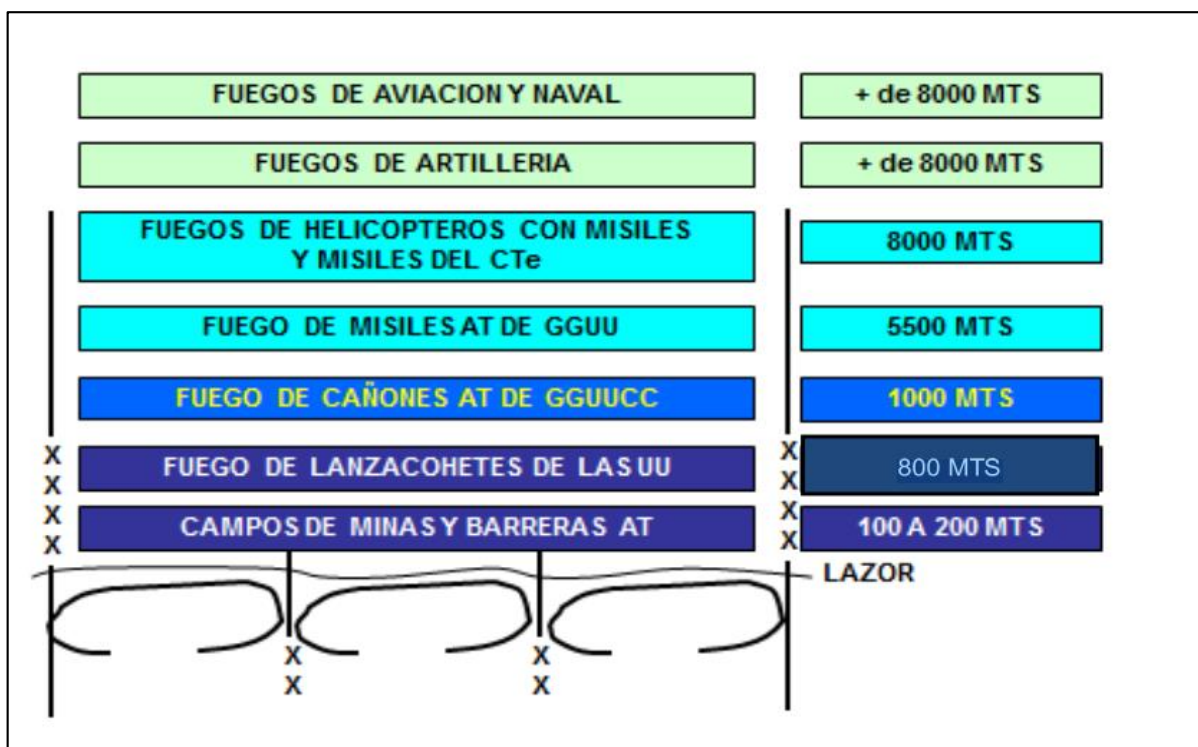 FUEGOS DE AVIACION Y NAVAL
+ de 8000 MTS
FUEGOS DE ARTILLERIA
+ de 8000 MTS
FUEGOS DE HELICOPTEROS CON MISILES
Y MISILES DEL CTe
8000 MTS
FUEGO DE MISILES AT DE GGUU
5500 MTS
FUEGO DE CAÑONES AT DE GGUUCC
1000 MTS
X
X
X
X
FUEGO DE LANZACOHETES DE LAS UU
X
X
X
X
800 MTS
CAMPOS DE MINAS Y BARRERAS AT
100 A 200 MTS
LAZOR
X
X
X
X